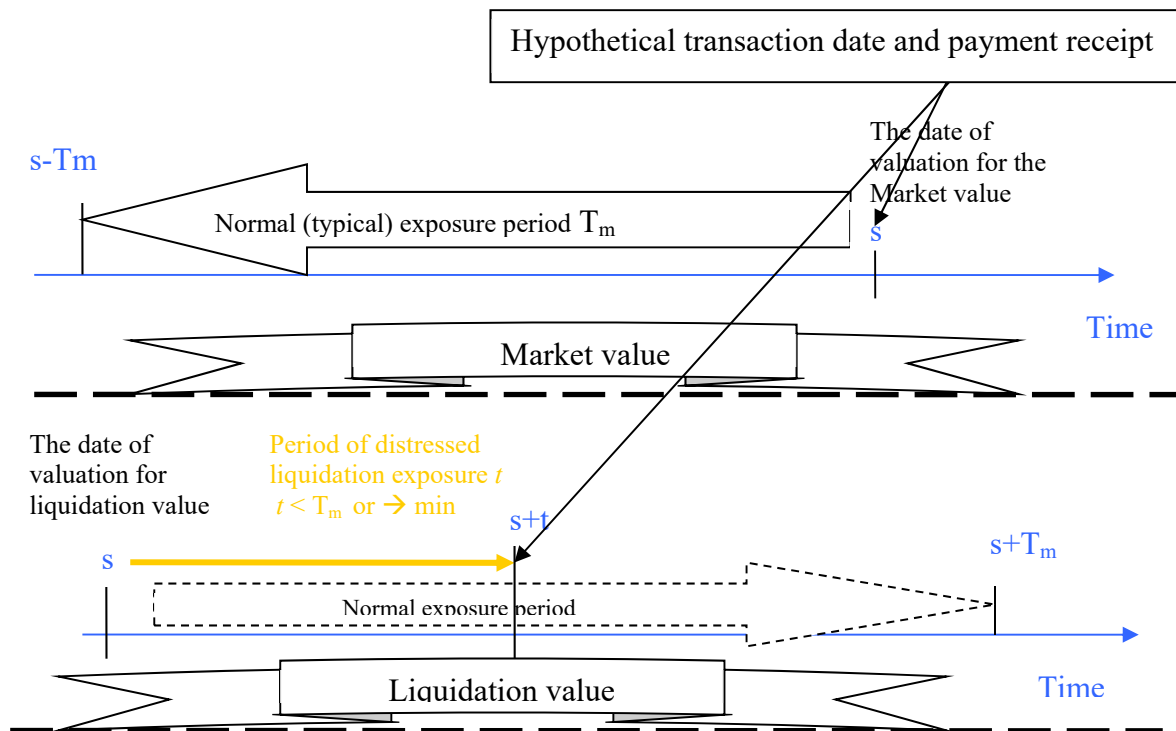 Hypothetical transaction date and payment receipt
The date of
valuation for the
Market value
s-Tm
Normal (typical) exposure period Tm
s
Time
Market value
The date of
valuation for
liquidation value
Period of distressed
liquidation exposure t
t < Tm or → min
s+t
s
s+Tm
Normal exposure period
Time
Liquidation value